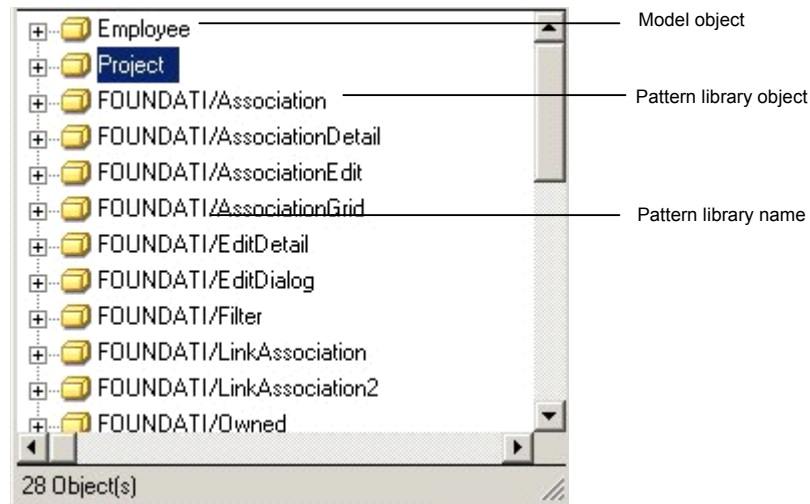 Employee
Project
FOUNDATI/Association
FOUNDATI/AssociationDetail
FOUNDATI/AssociationEdit
FOUNDATI/AssociationGrid
FOUNDATI/EditDetail
FOUNDATI/EditDialog
FOUNDATI/Filter
FOUNDATI/LinkAssociation
FOUNDATI/LinkAssociation2
FOUNDATI/Owned
28 Object(s)
Model object
Pattern library object
Pattern library name